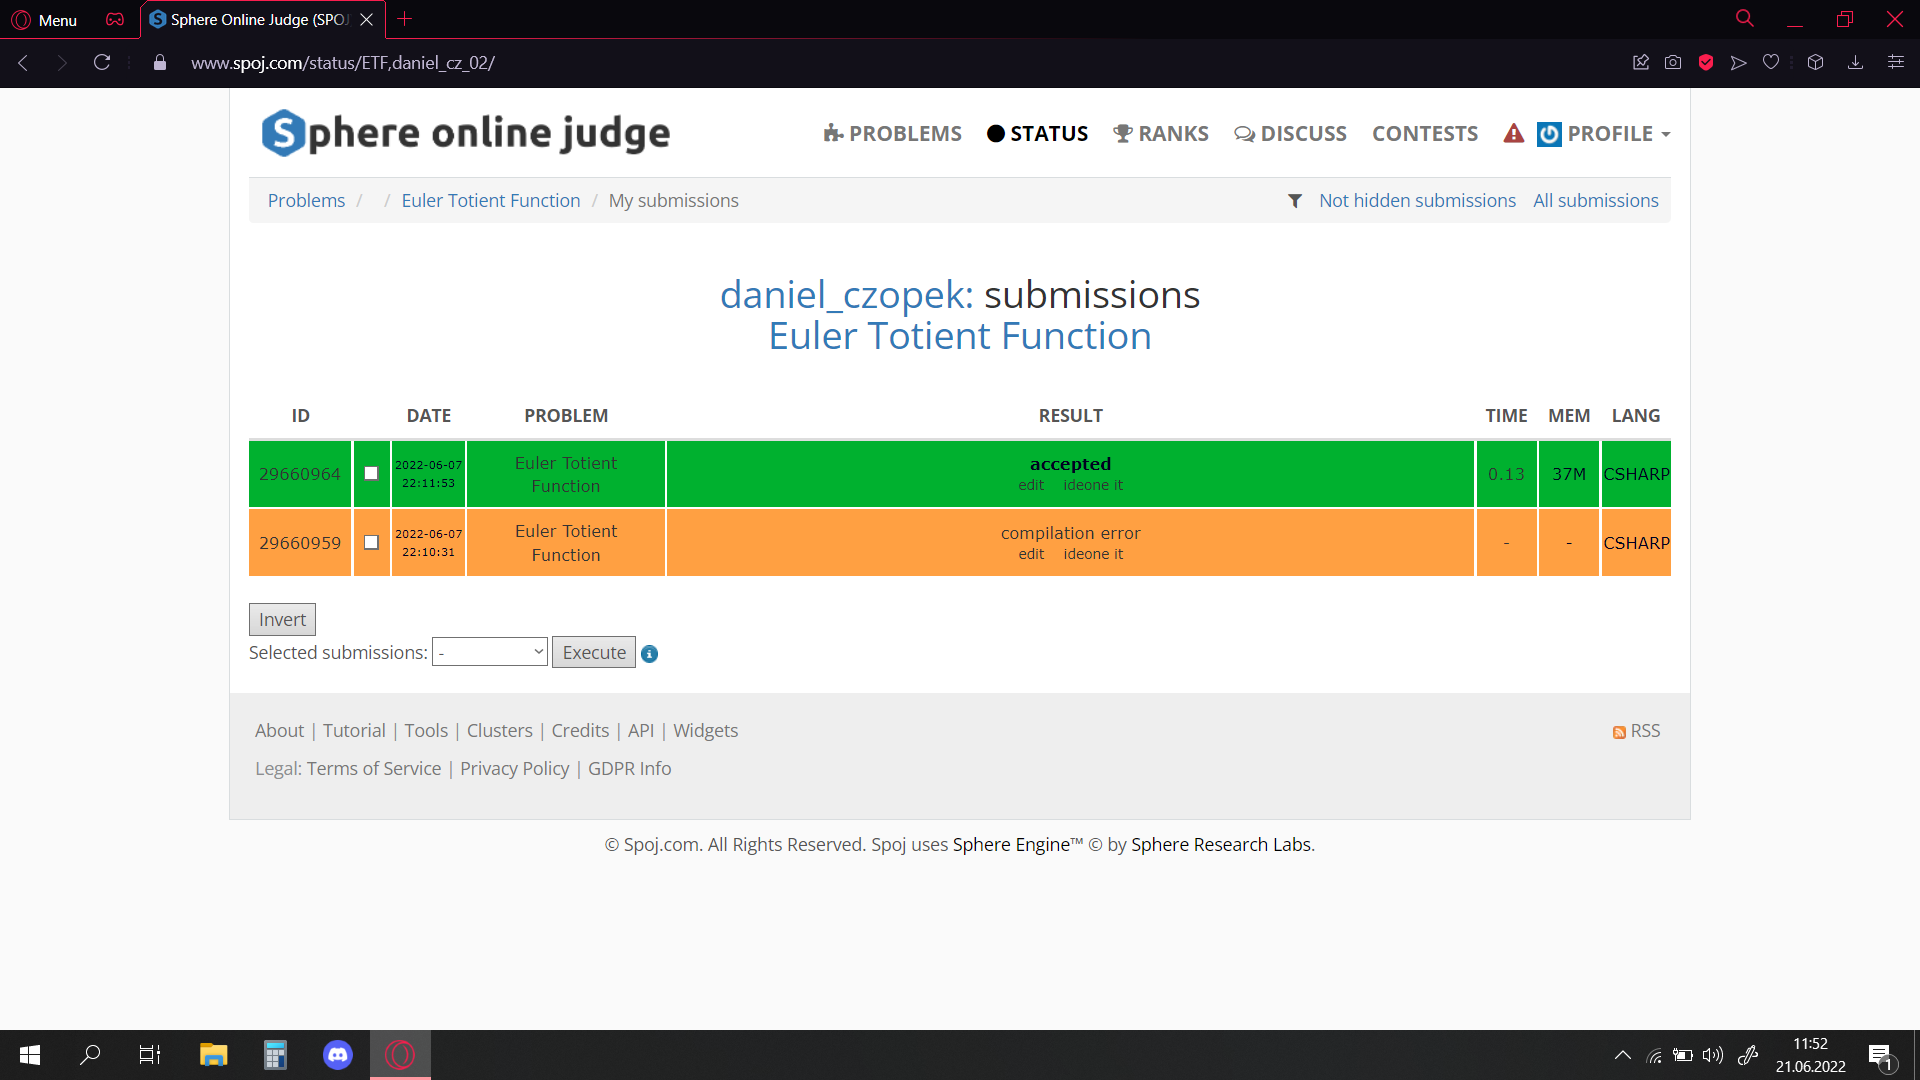 Menu
Sphere Online Judge (SPOJ
www.spoj.com/status/ETF,daniel_cz_02/
Sphere online judge
PROBLEMS STATUS RANKS DISCUSS CONTESTS PROFILE
Problems / / Euler Totient Function / My submissions
Not hidden submissions All submissions
daniel_czopek: submissions
Euler Totient Function
ID DATE PROBLEM RESULT TIME MEM LANG
29660964 2022-06-07 22:11:53 Euler Totient Function accepted edit ideone it 0.13 37M CSHARP
29660959 2022-06-07 22:10:31 Euler Totient Function compilation error edit ideone it - - CSHARP
Invert
Selected submissions: - Execute
About | Tutorial | Tools | Clusters | Credits | API | Widgets
RSS
Legal: Terms of Service | Privacy Policy | GDPR Info
© Spoj.com. All Rights Reserved. Spoj uses Sphere Engine™ © by Sphere Research Labs.
11:52
21.06.2022
1